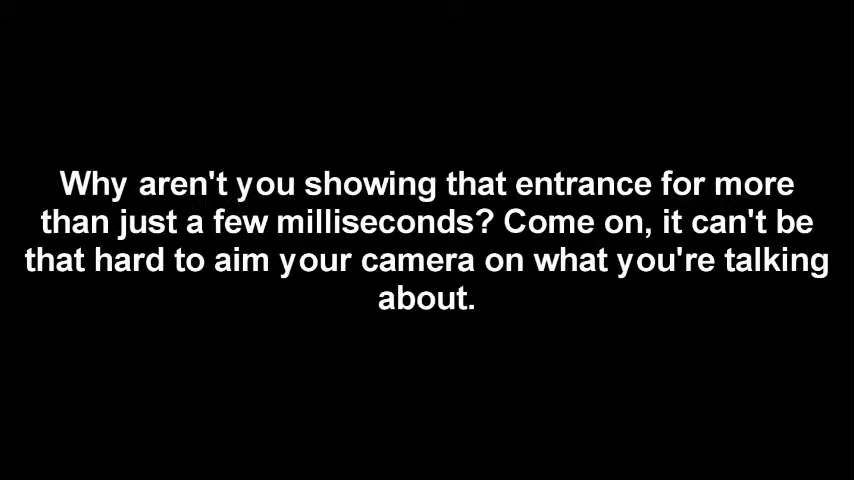 Why aren't you showing that entrance for more
than just a few milliseconds? Come on, it can't be
that hard to aim your camera on what you're talking
about.